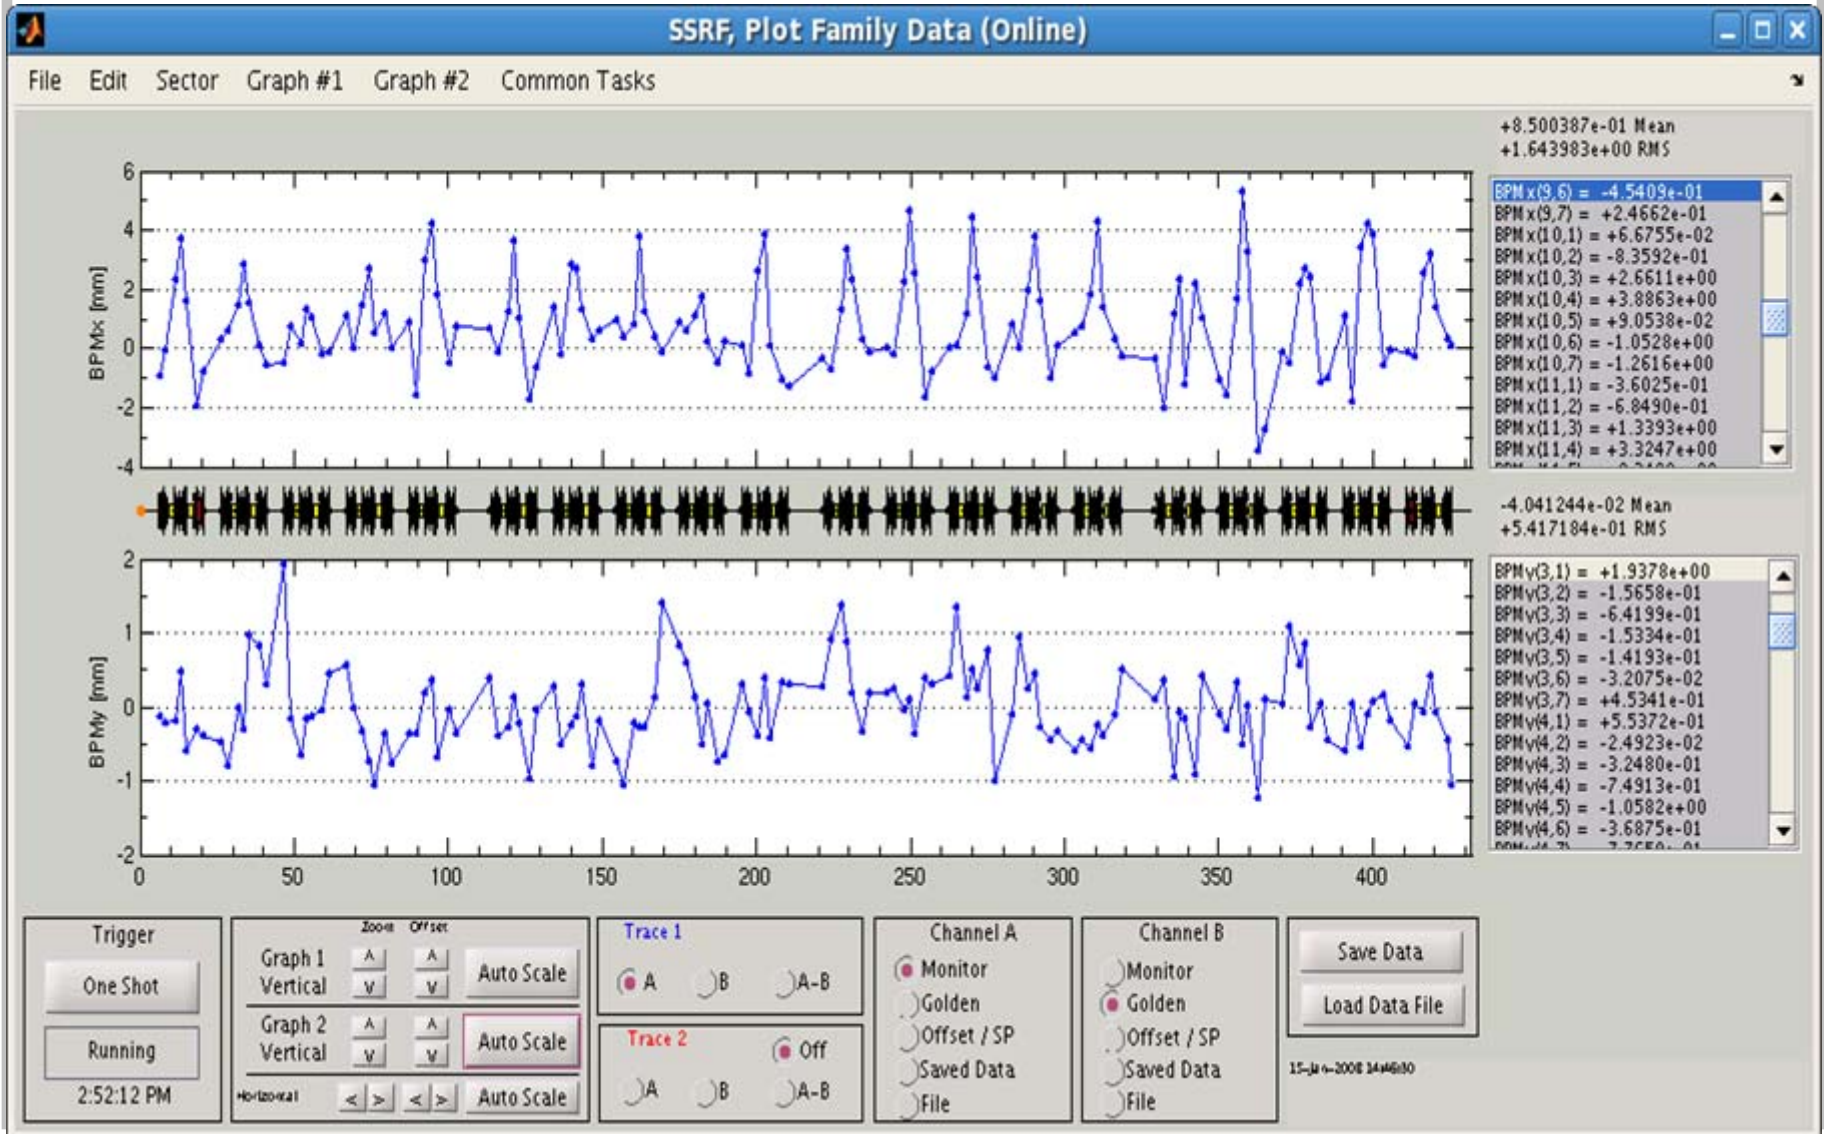 SSRF, Plot Family Data (Online)
File Edit Sector Graph #1 Graph #2 Common Tasks
+8.500387e-01 Mean
+1.643983e+00 RMS
BPMx [mm]
6
4
2
0
-2
-4
BPMx(9,6) = -4.5409e-01
BPMx(9,7) = +2.4662e-01
BPMx(10,1) = +6.6755e-02
BPMx(10,2) = -8.3592e-01
BPMx(10,3) = +2.6611e+00
BPMx(10,4) = +3.8863e+00
BPMx(10,5) = +9.0538e-02
BPMx(10,6) = -1.0528e+00
BPMx(10,7) = -1.2616e+00
BPMx(11,1) = -3.6025e-01
BPMx(11,2) = -6.8490e-01
BPMx(11,3) = +1.3393e+00
BPMx(11,4) = +3.3247e+00
-4.041244e-02 Mean
+5.417184e-01 RMS
BPMy [mm]
2
1
0
-1
-2
0 50 100 150 200 250 300 350 400
BPMy(3,1) = +1.9378e+00
BPMy(3,2) = -1.5658e-01
BPMy(3,3) = -6.4199e-01
BPMy(3,4) = -1.5334e-01
BPMy(3,5) = -1.4193e-01
BPMy(3,6) = -3.2075e-02
BPMy(3,7) = +4.5341e-01
BPMy(4,1) = +5.5372e-01
BPMy(4,2) = -2.4923e-02
BPMy(4,3) = -3.2480e-01
BPMy(4,4) = -7.4913e-01
BPMy(4,5) = -1.0582e+00
BPMy(4,6) = -3.6875e-01
Trigger
One Shot
Running
2:52:12 PM
Zoom Offset
Graph 1
Vertical
^ ^
v v
Auto Scale
Graph 2
Vertical
^ ^
v v
Auto Scale
Horizontal < > < > Auto Scale
Trace 1
A B A-B
Trace 2
Off
A B A-B
Channel A
Monitor
Golden
Offset / SP
Saved Data
File
Channel B
Monitor
Golden
Offset / SP
Saved Data
File
Save Data
Load Data File